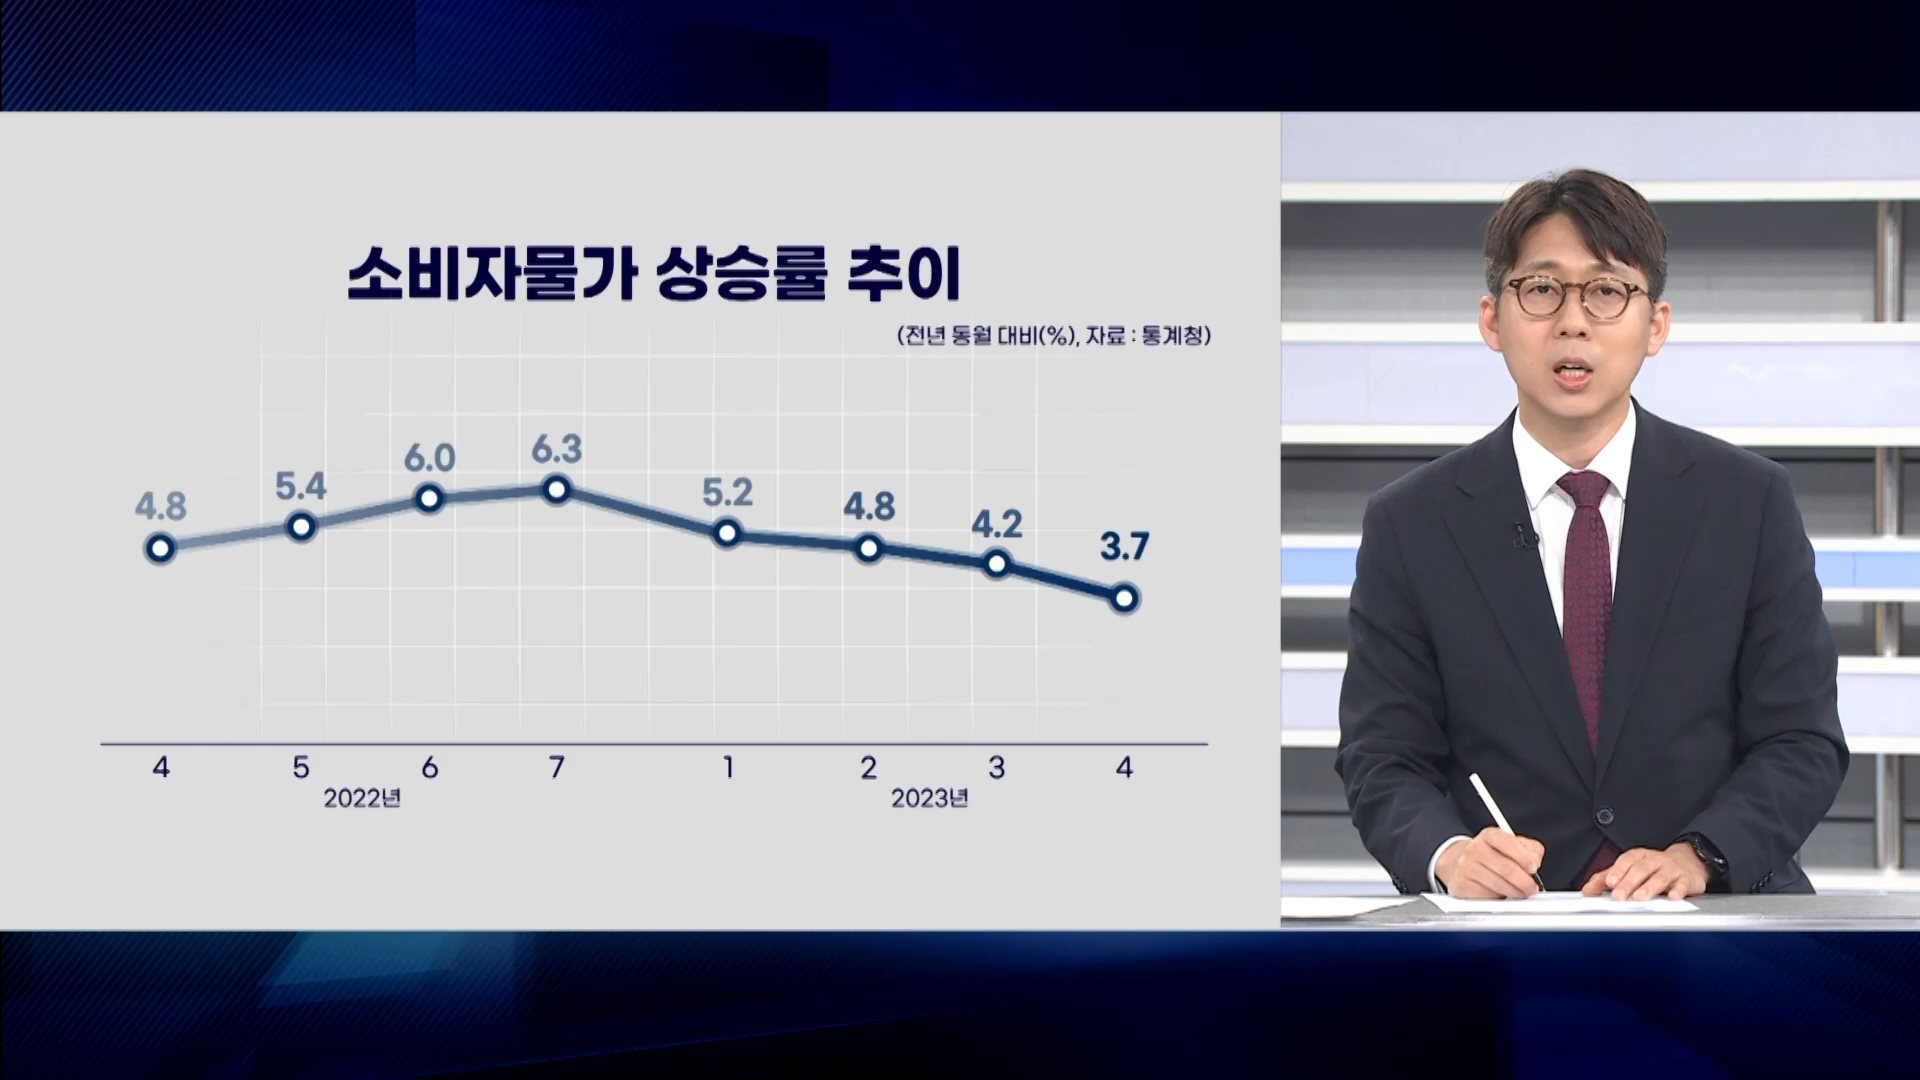 소비자물가 상승률 추이
(전년 동월 대비(%), 자료 : 통계청)
4.8 5.4 6.0 6.3 5.2 4.8 4.2 3.7
4 5 6 7 1 2 3 4
2022년 2023년